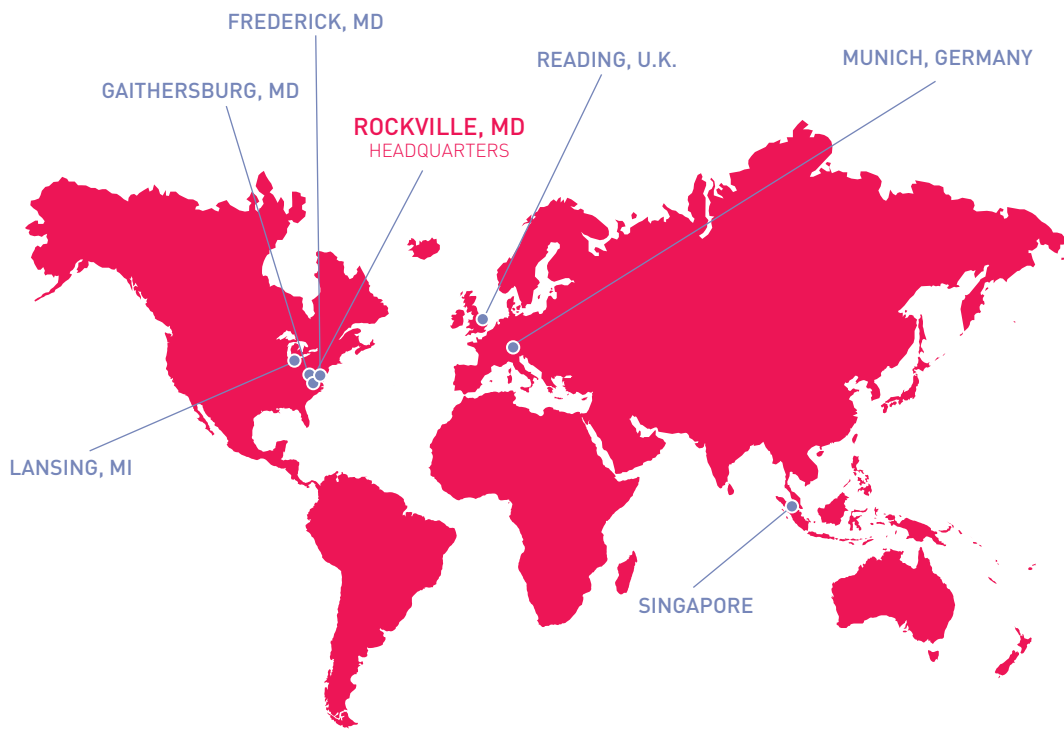 FREDERICK, MD
READING, U.K.
MUNICH, GERMANY
GAITHERSBURG, MD
ROCKVILLE, MD
HEADQUARTERS
LANSING, MI
SINGAPORE